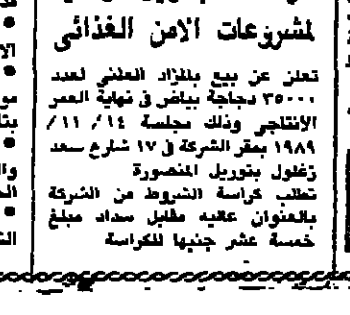 لمشروعات الامن الغذائى
تعلن عن بيع بالمزاد العلنى لعدد
٣٥٠٠٠ دجاجة بياض فى نهاية العمر
الأنتاجى وذلك بجلسة ١٤/ ١١/
١٩٨٩ بمقر الشركة فى ١٧ شارع سعد
زغلول بتوريل المنصورة
تطلب كراسة الشروط من الشركة
بالعنوان عاليه مقابل سداد مبلغ
خمسة عشر جنيها للكراسة